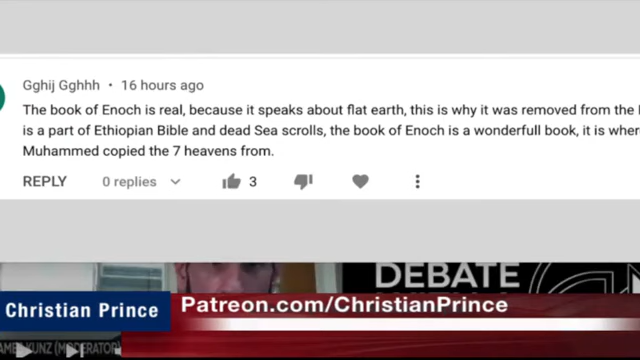 Gghij Gghhh • 16 hours ago
The book of Enoch is real, because it speaks about flat earth, this is why it was removed from the
is a part of Ethiopian Bible and dead Sea scrolls, the book of Enoch is a wonderfull book, it is where
Muhammed copied the 7 heavens from.
REPLY 0 replies 3
DEBATE
Christian Prince
Patreon.com/ChristianPrince
KUNZ (MODERATOR)